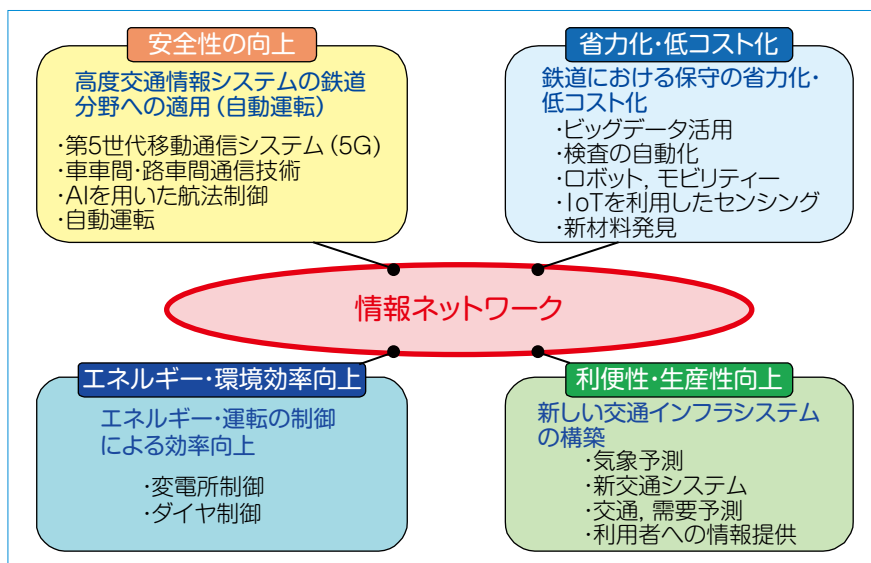 安全性の向上
高度交通情報システムの鉄道
分野への適用(自動運転)
・第5世代移動通信システム(5G)
・車車間・路車間通信技術
・AIを用いた航法制御
・自動運転
省力化・低コスト化
鉄道における保守の省力化・
低コスト化
・ビッグデータ活用
・検査の自動化
・ロボット, モビリティー
・IoTを利用したセンシング
・新材料発見
情報ネットワーク
エネルギー・環境効率向上
エネルギー・運転の制御
による効率向上
・変電所制御
・ダイヤ制御
利便性・生産性向上
新しい交通インフラシステム
の構築
・気象予測
・新交通システム
・交通, 需要予測
・利用者への情報提供